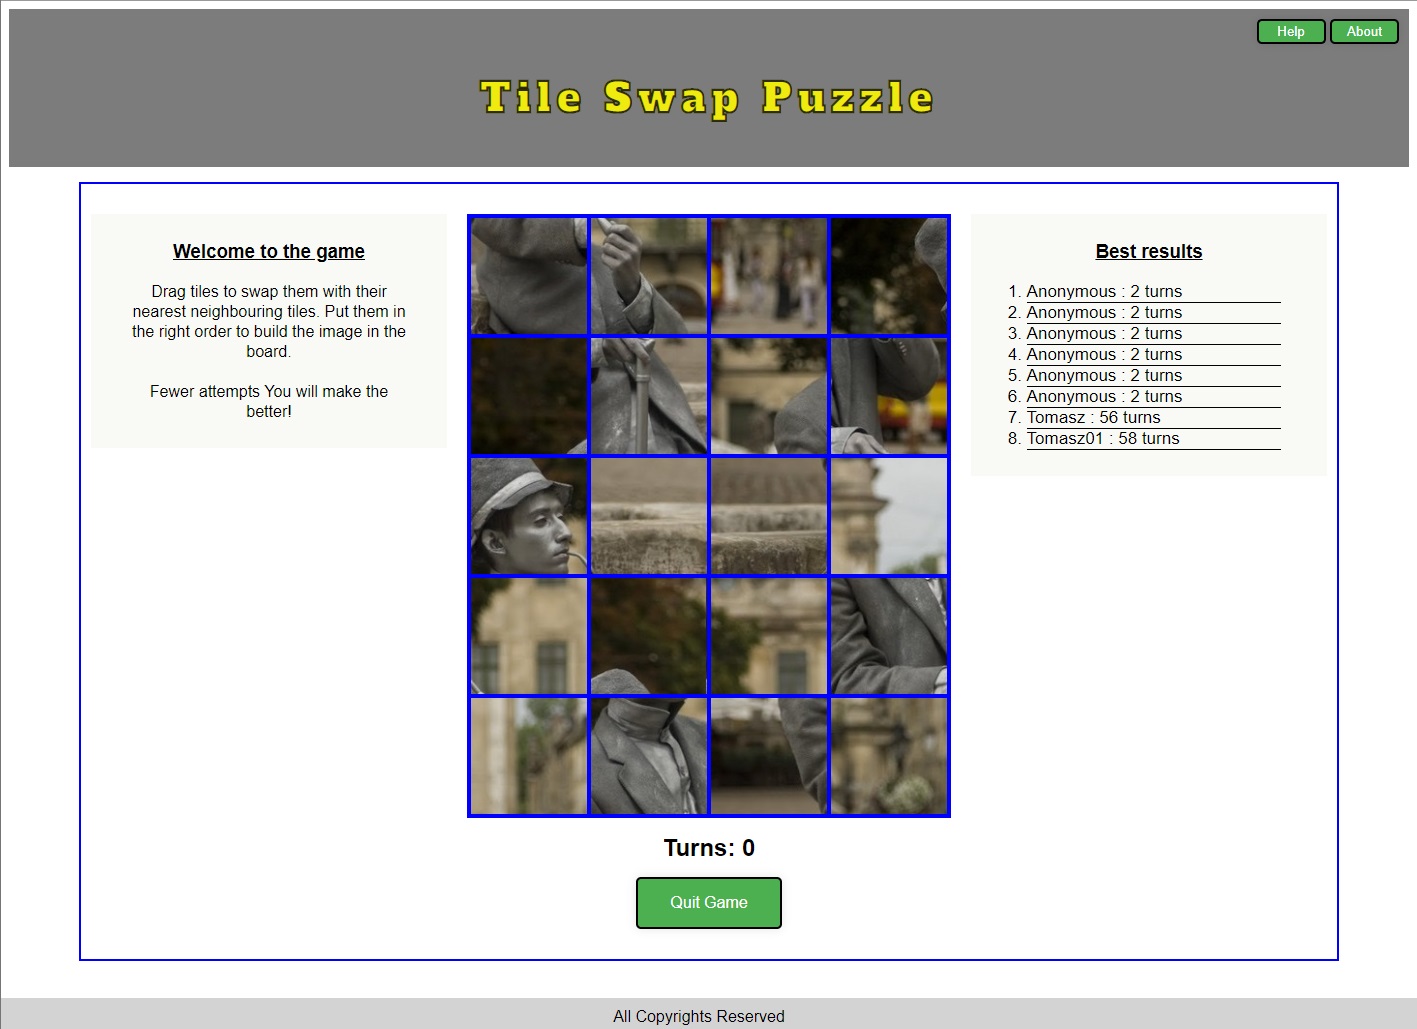 Help About
Tile Swap Puzzle
Welcome to the game
Drag tiles to swap them with their
nearest neighbouring tiles. Put them in
the right order to build the image in the
board.
Fewer attempts You will make the
better!
Best results
1. Anonymous : 2 turns
2. Anonymous : 2 turns
3. Anonymous : 2 turns
4. Anonymous : 2 turns
5. Anonymous : 2 turns
6. Anonymous : 2 turns
7. Tomasz : 56 turns
8. Tomasz01 : 58 turns
Turns: 0
Quit Game
All Copyrights Reserved